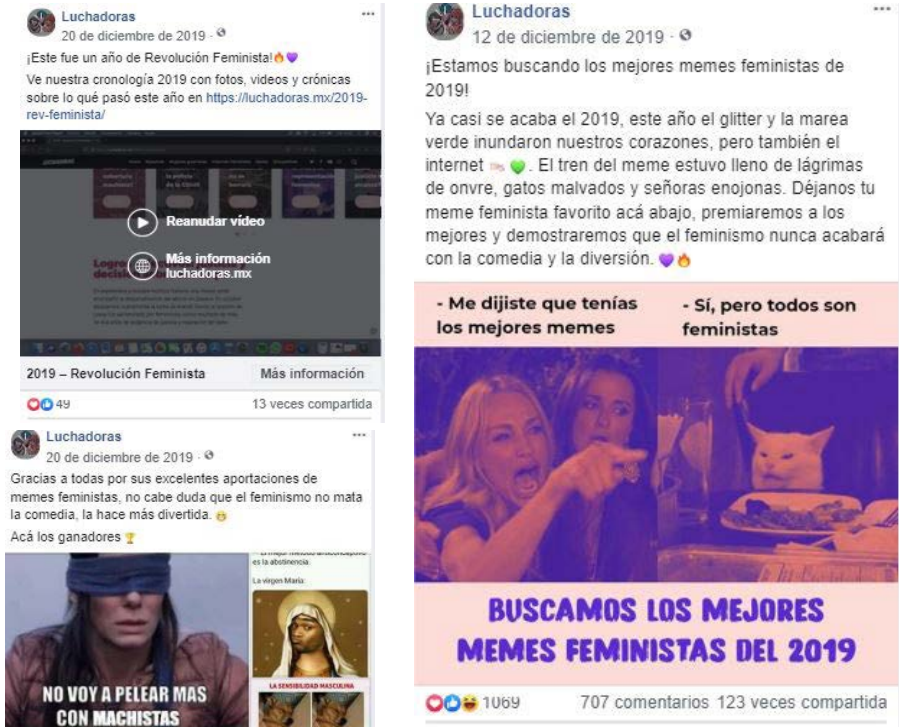 Luchadoras
20 de diciembre de 2019 ·
¡Este fue un año de Revolución Feminista!🔥💜
Ve nuestra cronología 2019 con fotos, videos y crónicas
sobre lo qué pasó este año en https://luchadoras.mx/2019-
rev-feminista/
Reanudar vídeo
Más información
luchadoras.mx
2019 – Revolución Feminista
Más información
49
13 veces compartida
Luchadoras
20 de diciembre de 2019 ·
Gracias a todas por sus excelentes aportaciones de
memes feministas, no cabe duda que el feminismo no mata
la comedia, la hace más divertida. 😁
Acá los ganadores 🏆
NO VOY A PELEAR MAS
CON MACHISTAS
es la abstinencia.
La virgen Maria:
LA SENSIBILIDAD MASCULINA
Luchadoras
12 de diciembre de 2019 ·
¡Estamos buscando los mejores memes feministas de
2019!
Ya casi se acaba el 2019, este año el glitter y la marea
verde inundaron nuestros corazones, pero también el
internet 💚. El tren del meme estuvo lleno de lágrimas
de onvre, gatos malvados y señoras enojonas. Déjanos tu
meme feminista favorito acá abajo, premiaremos a los
mejores y demostraremos que el feminismo nunca acabará
con la comedia y la diversión. 💜🔥
- Me dijiste que tenías
los mejores memes
- Sí, pero todos son
feministas
BUSCAMOS LOS MEJORES
MEMES FEMINISTAS DEL 2019
1069
707 comentarios 123 veces compartida